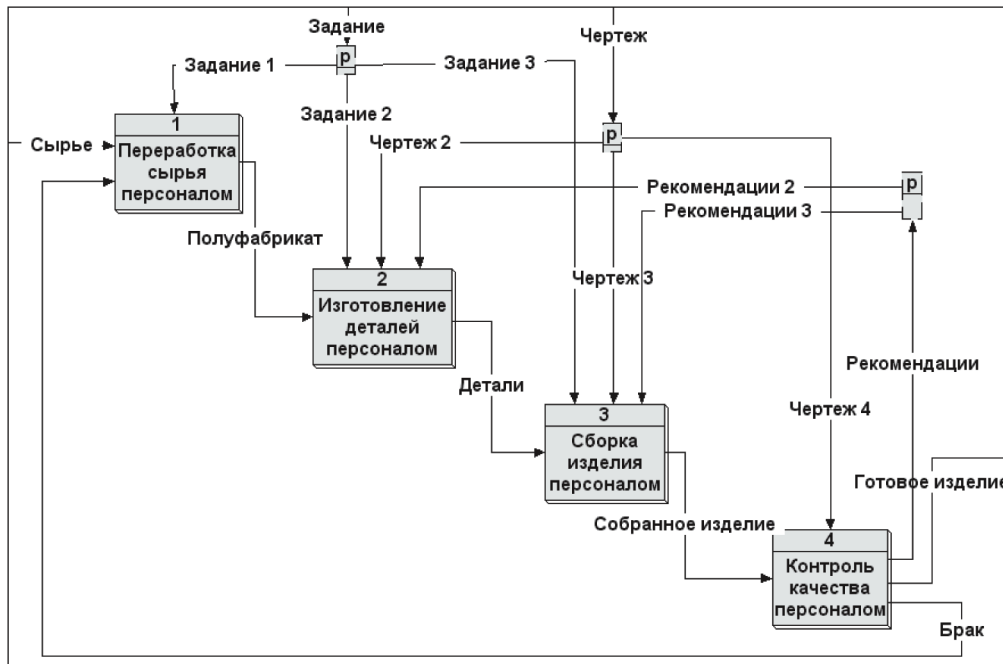 Задание
Чертеж
р
Задание 1
Задание 3
Задание 2
р
1
Сырье
Переработка
сырья
персоналом
Чертеж 2
р
Рекомендации 2
Рекомендации 3
Полуфабрикат
2
Изготовление
деталей
персоналом
Чертеж 3
Рекомендации
Детали
3
Сборка
изделия
персоналом
Чертеж 4
Готовое изделие
Собранное изделие
4
Контроль
качества
персоналом
Брак